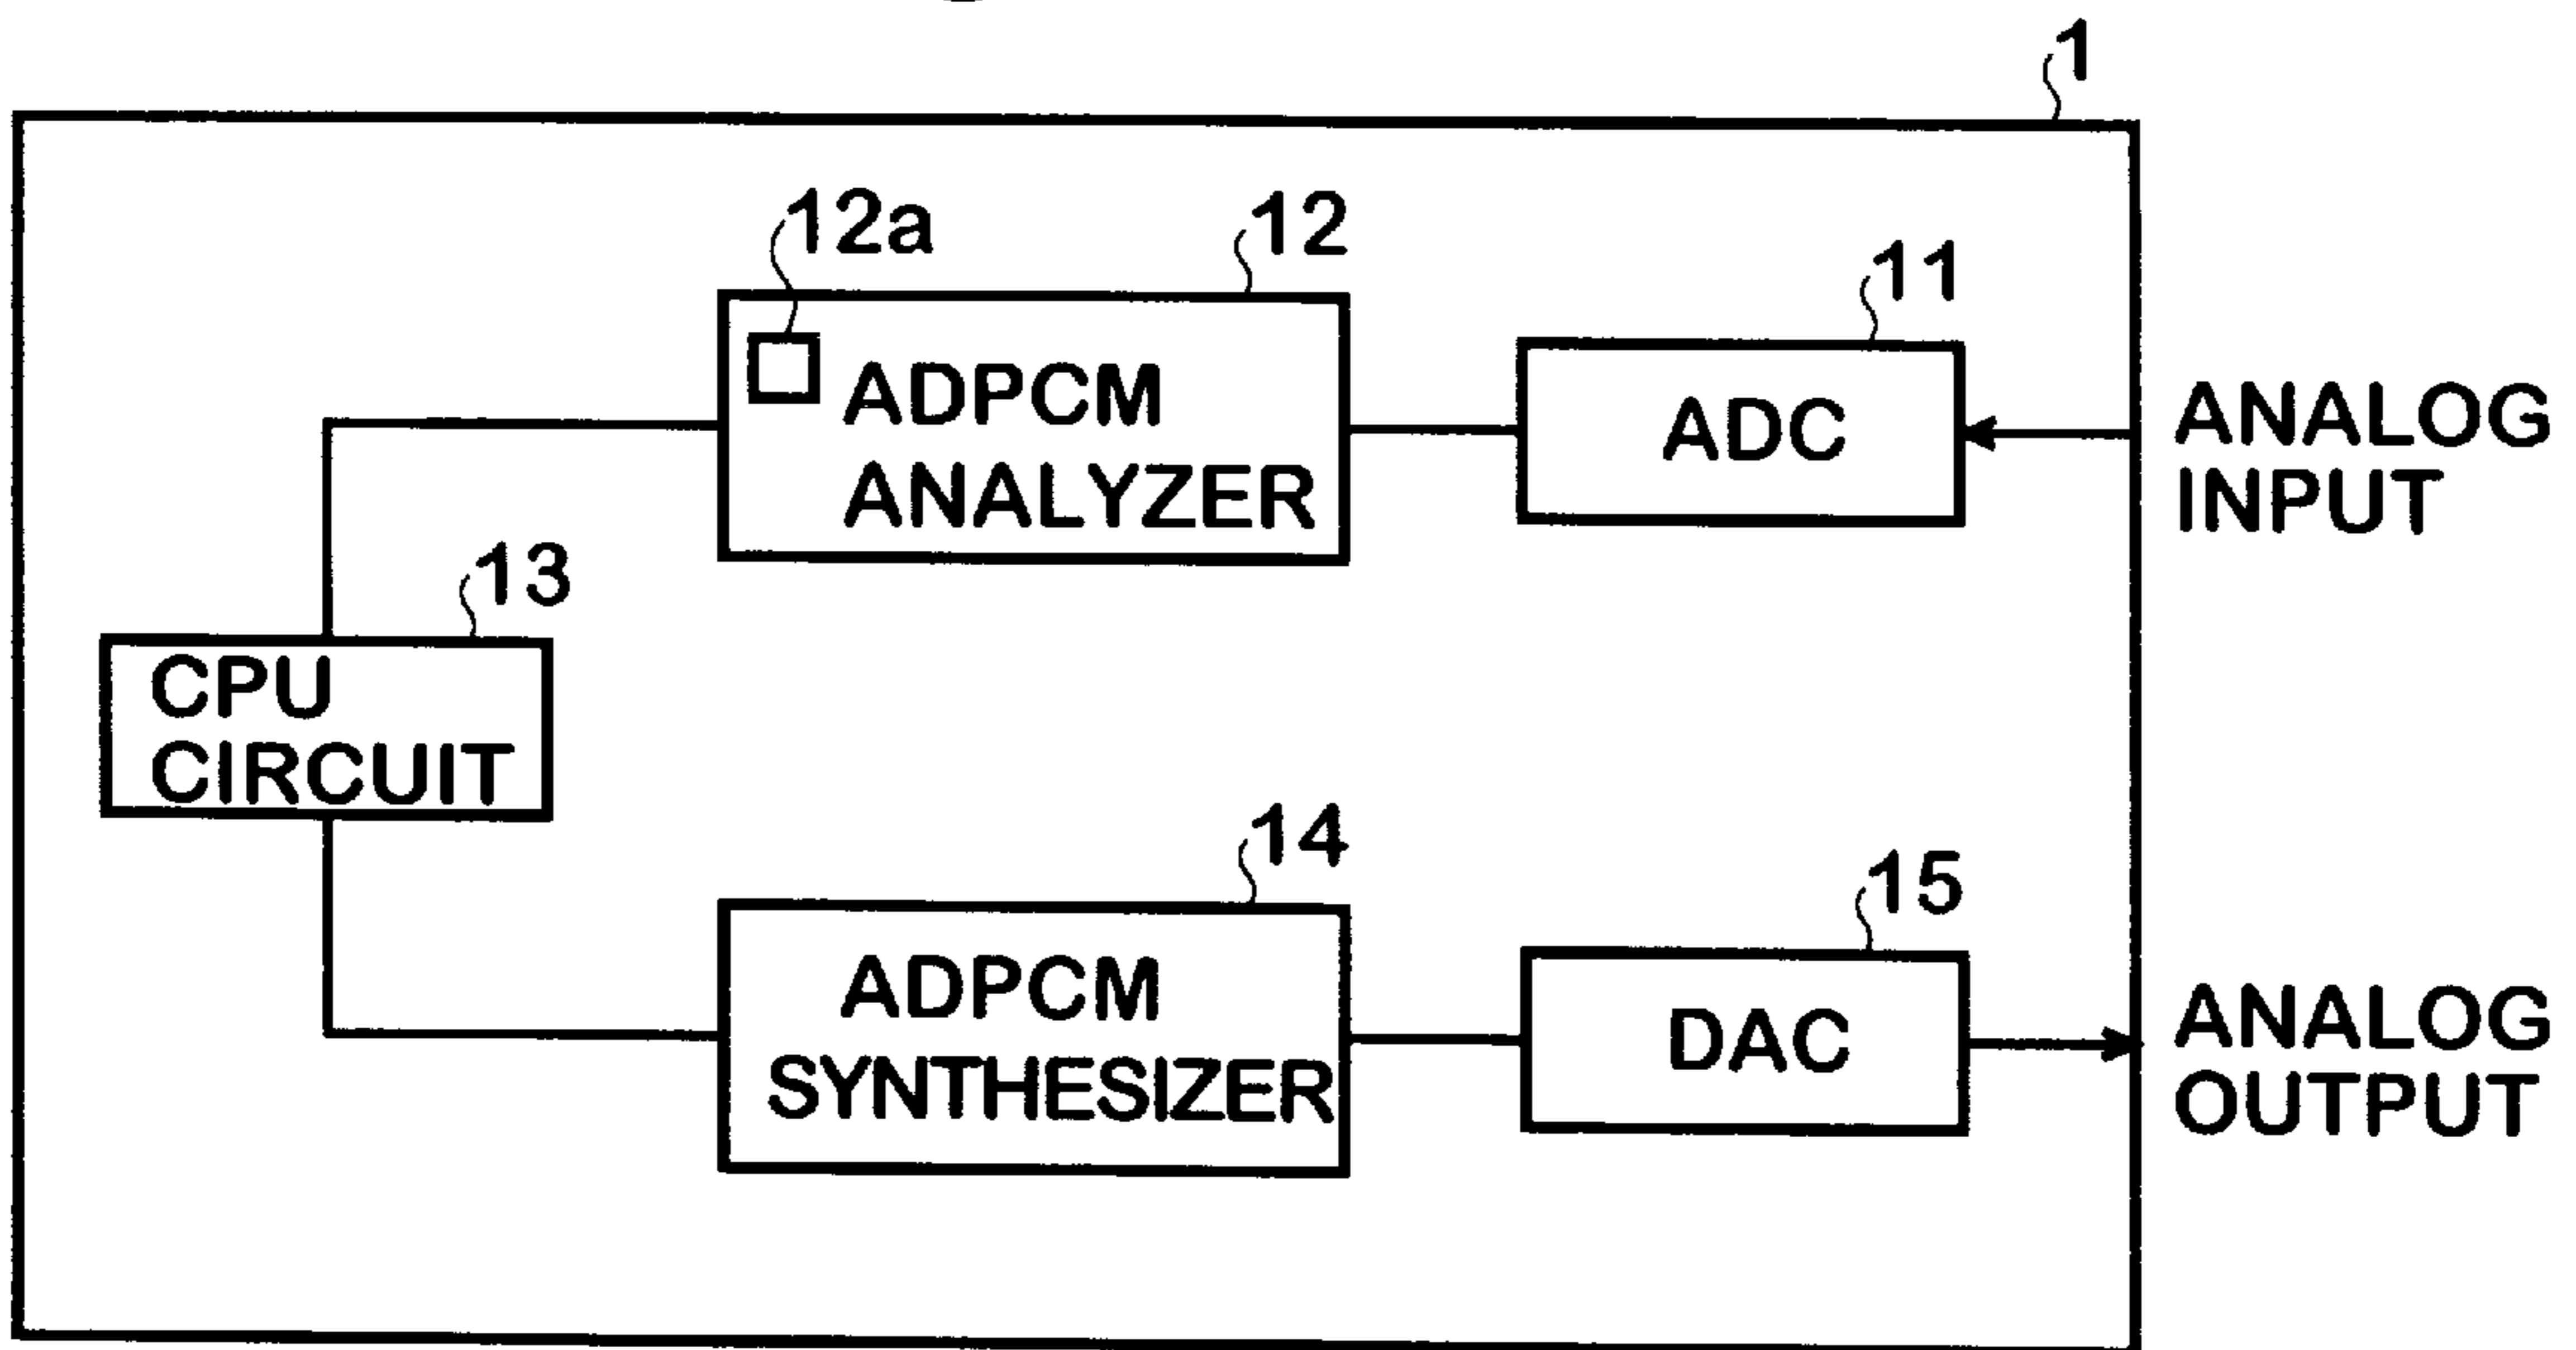 1
12a
12
11
ADPCM
ANALYZER
ADC
ANALOG
INPUT
13
CPU
CIRCUIT
14
15
ADPCM
SYNTHESIZER
DAC
ANALOG
OUTPUT